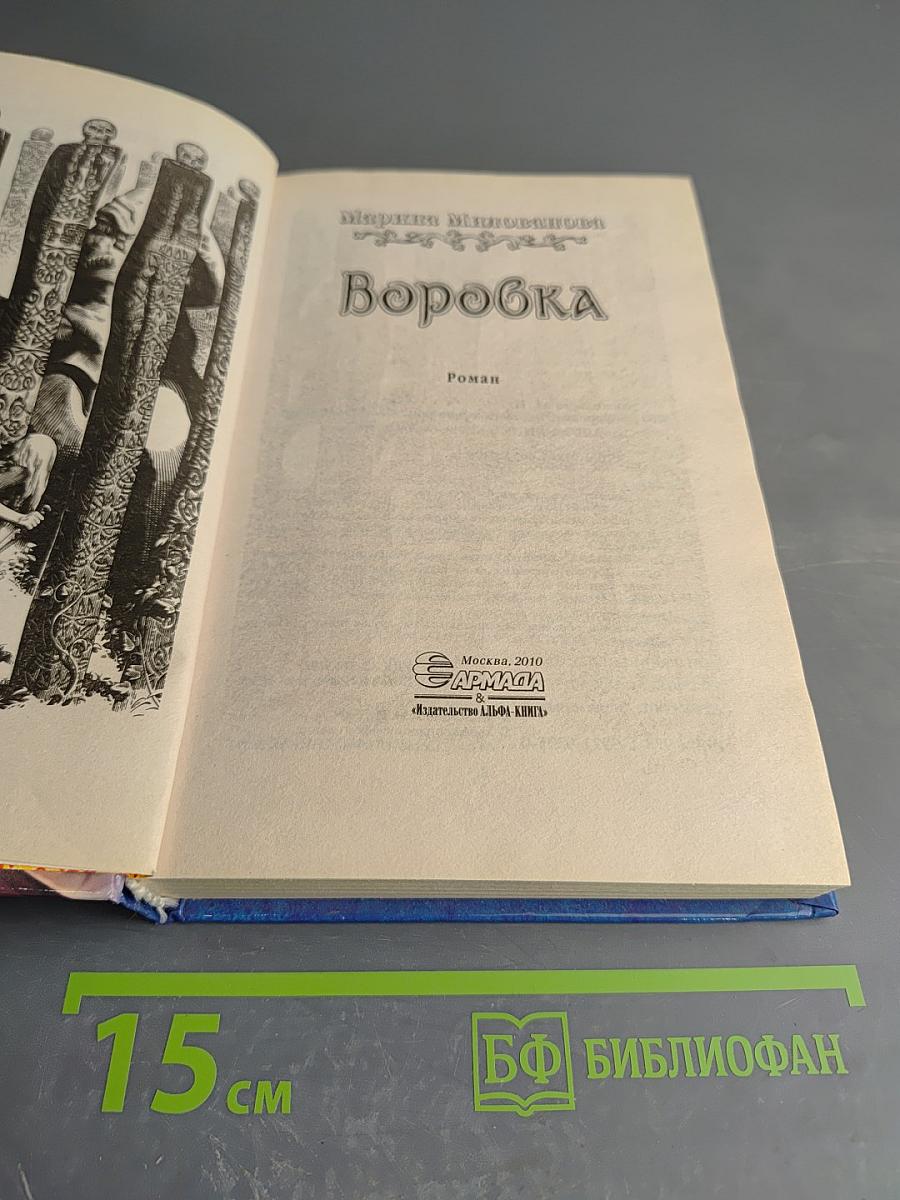 Марина Милованова
Воровка
Роман
Москва, 2010
АРМАДА
&
«Издательство АЛЬФА-КНИГА»
15 см
БФ БИБЛИОФАН